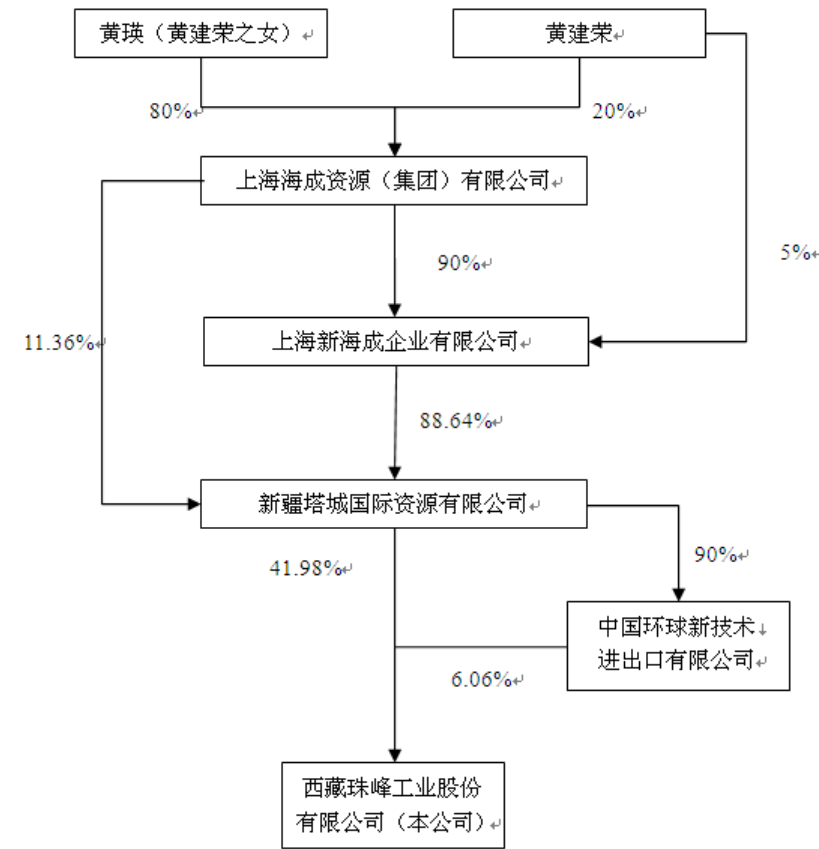 黄瑛（黄建荣之女）
黄建荣
80%
20%
上海海成资源（集团）有限公司
90%
5%
11.36%
上海新海成企业有限公司
88.64%
新疆塔城国际资源有限公司
41.98%
90%
中国环球新技术
进出口有限公司
6.06%
西藏珠峰工业股份
有限公司（本公司）